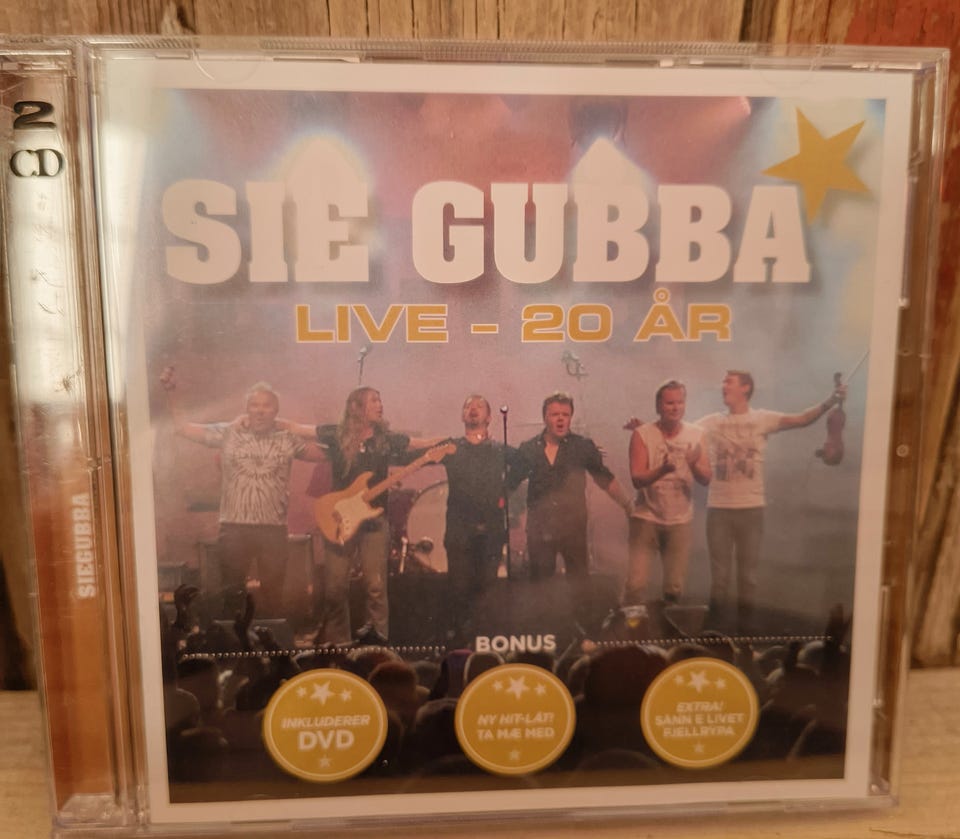 2
CD
SIE GUBBA
LIVE - 20 ÅR
SIEGUBBA
BONUS
INKLUDERER
DVD
NY HIT-LÅT!
TA MÆ MED
EXTRA!
SÅNN E LIVET
FJELLRYPA